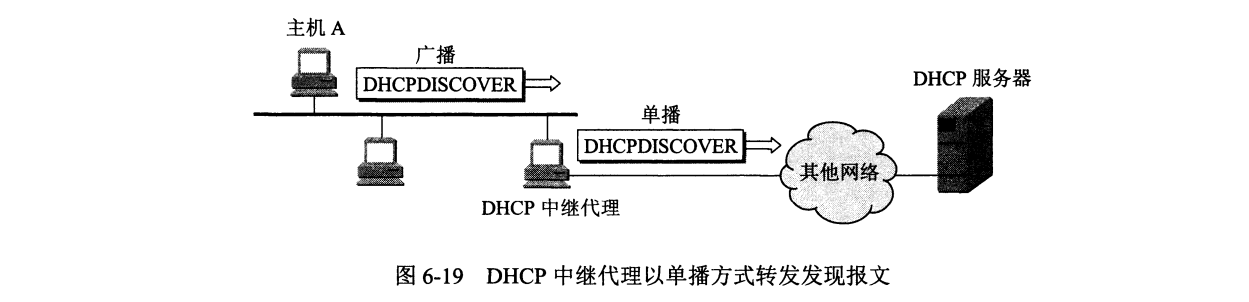 主机 A
广播
DHCPDISCOVER
DHCP 服务器
单播
DHCPDISCOVER
其他网络
DHCP 中继代理
图 6-19 DHCP 中继代理以单播方式转发发现报文